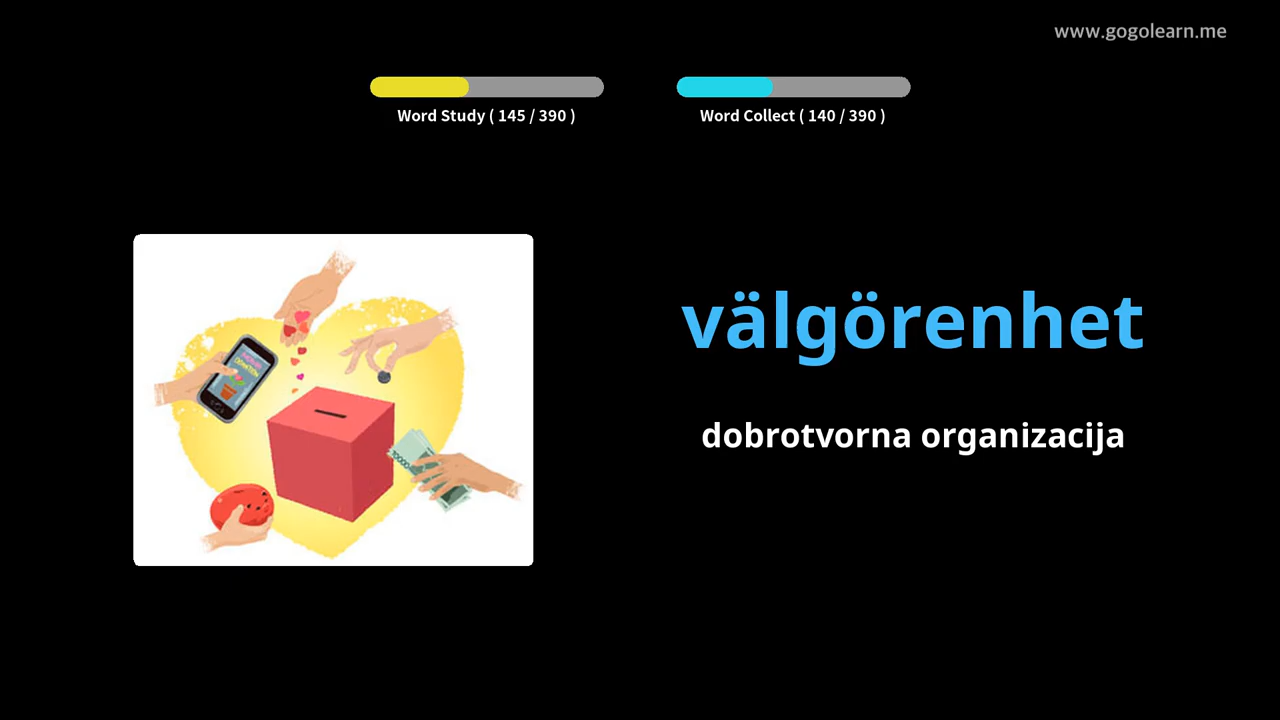 www.gogolearn.me
Word Study ( 145 / 390 )
Word Collect ( 140 / 390 )
välgörenhet
dobrotvorna organizacija